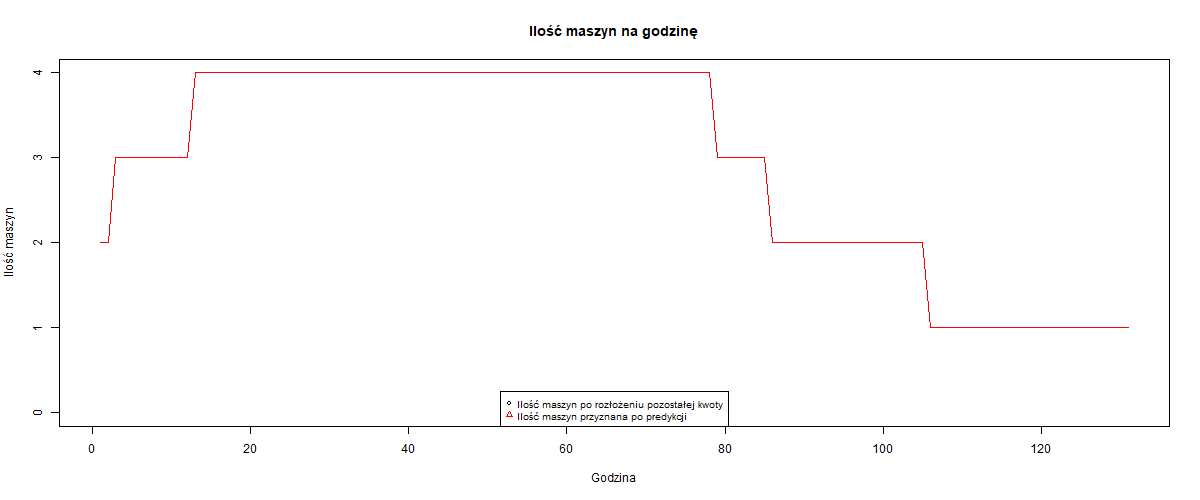 Ilość maszyn na godzinę
Ilość maszyn
4
3
2
1
0
Ilość maszyn po rozłożeniu pozostałej kwoty
Ilość maszyn przyznana po predykcji
0 20 40 60 80 100 120
Godzina